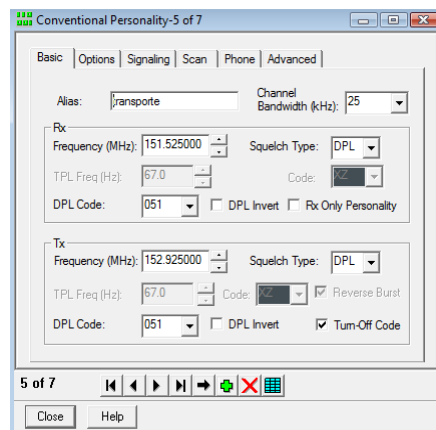 Conventional Personality-5 of 7
Basic Options Signaling Scan Phone Advanced
Alias: ;ransporte Channel Bandwidth (kHz): 25
Rx
Frequency (MHz): 151.525000 Squelch Type: DPL
TPL Freq (Hz): 67.0 Code: XZ
DPL Code: 051 DPL Invert Rx Only Personality
Tx
Frequency (MHz): 152.925000 Squelch Type: DPL
TPL Freq (Hz): 67.0 Code: XZ Reverse Burst
DPL Code: 051 DPL Invert Turn-Off Code
5 of 7
Close Help